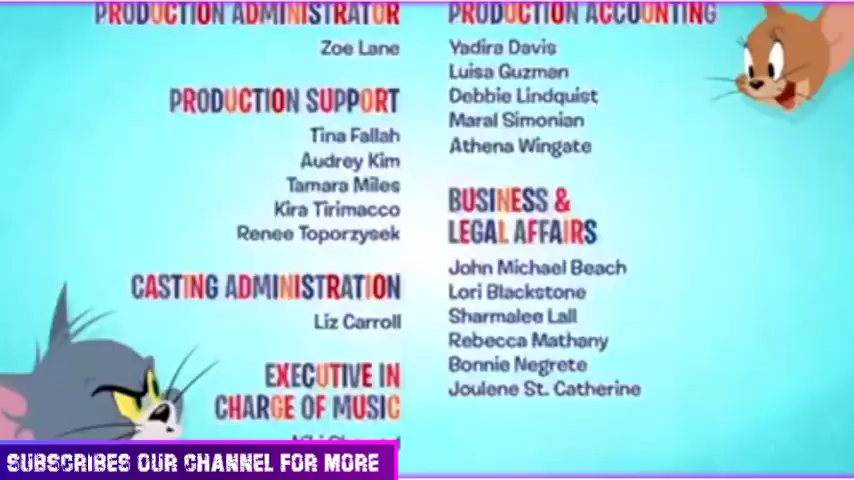 PRODUCTION ADMINISTRATOR
Zoe Lane
PRODUCTION SUPPORT
Tina Fallah
Audrey Kim
Tamara Miles
Kira Tirimacco
Renee Toporzysek
CASTING ADMINISTRATION
Liz Carroll
EXECUTIVE IN
CHARGE OF MUSIC
PRODUCTION ACCOUNTING
Yadira Davis
Luisa Guzman
Debbie Lindquist
Maral Simonian
Athena Wingate
BUSINESS &
LEGAL AFFAIRS
John Michael Beach
Lori Blackstone
Sharmalee Lall
Rebecca Mathany
Bonnie Negrete
Joulene St. Catherine
SUBSCRIBES OUR CHANNEL FOR MORE